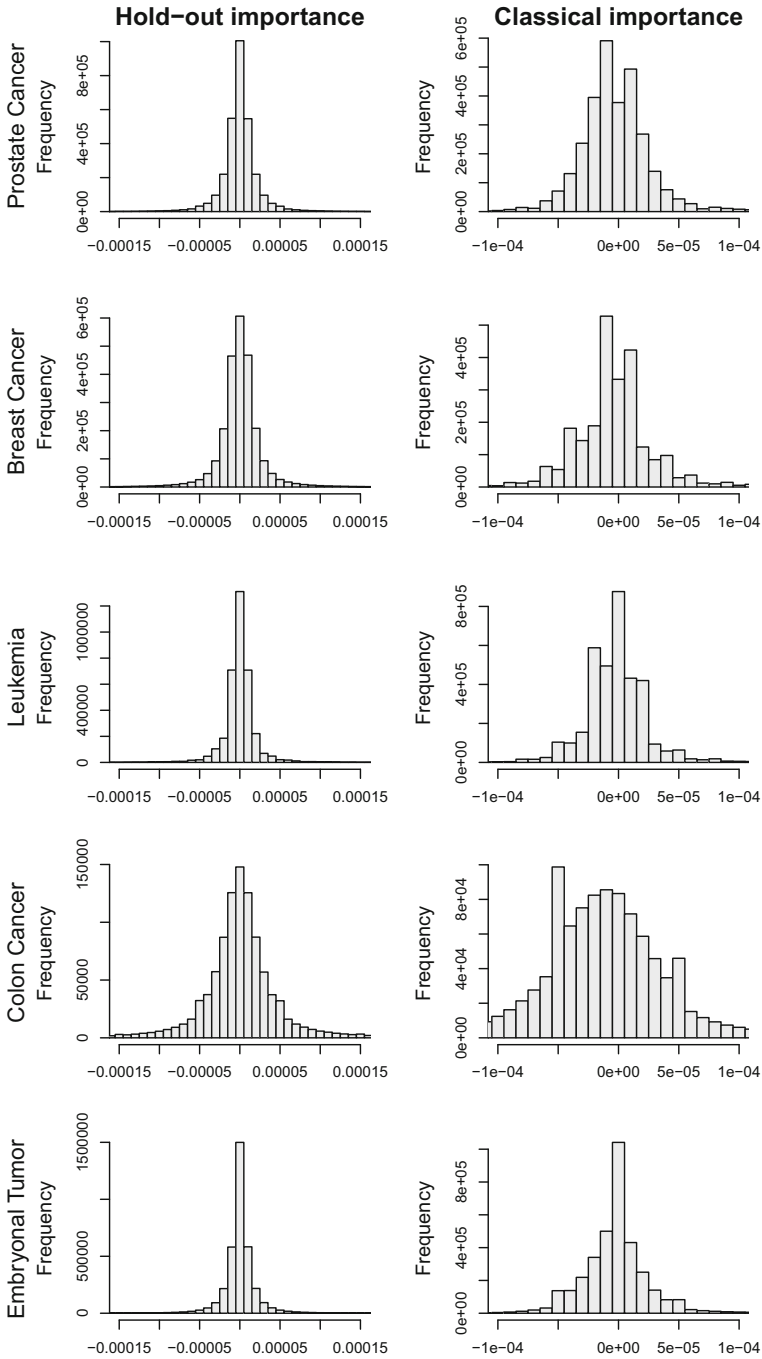 Hold−out importance
Classical importance
Prostate Cancer
Frequency
0e+00 4e+05 8e+05
−0.00015 −0.00005 0.00005 0.00015
Frequency
0e+00 2e+05 4e+05 6e+05
−1e−04 0e+00 5e−05 1e−04
Breast Cancer
Frequency
0e+00 2e+05 4e+05 6e+05
−0.00015 −0.00005 0.00005 0.00015
Frequency
0e+00 2e+05 4e+05
−1e−04 0e+00 5e−05 1e−04
Leukemia
Frequency
0 400000 1000000
−0.00015 −0.00005 0.00005 0.00015
Frequency
0e+00 4e+05 8e+05
−1e−04 0e+00 5e−05 1e−04
Colon Cancer
Frequency
0 50000 150000
−0.00015 −0.00005 0.00005 0.00015
Frequency
0e+00 4e+04 8e+04
−1e−04 0e+00 5e−05 1e−04
Embryonal Tumor
Frequency
0 500000 1500000
−0.00015 −0.00005 0.00005 0.00015
Frequency
0e+00 4e+05 8e+05
−1e−04 0e+00 5e−05 1e−04